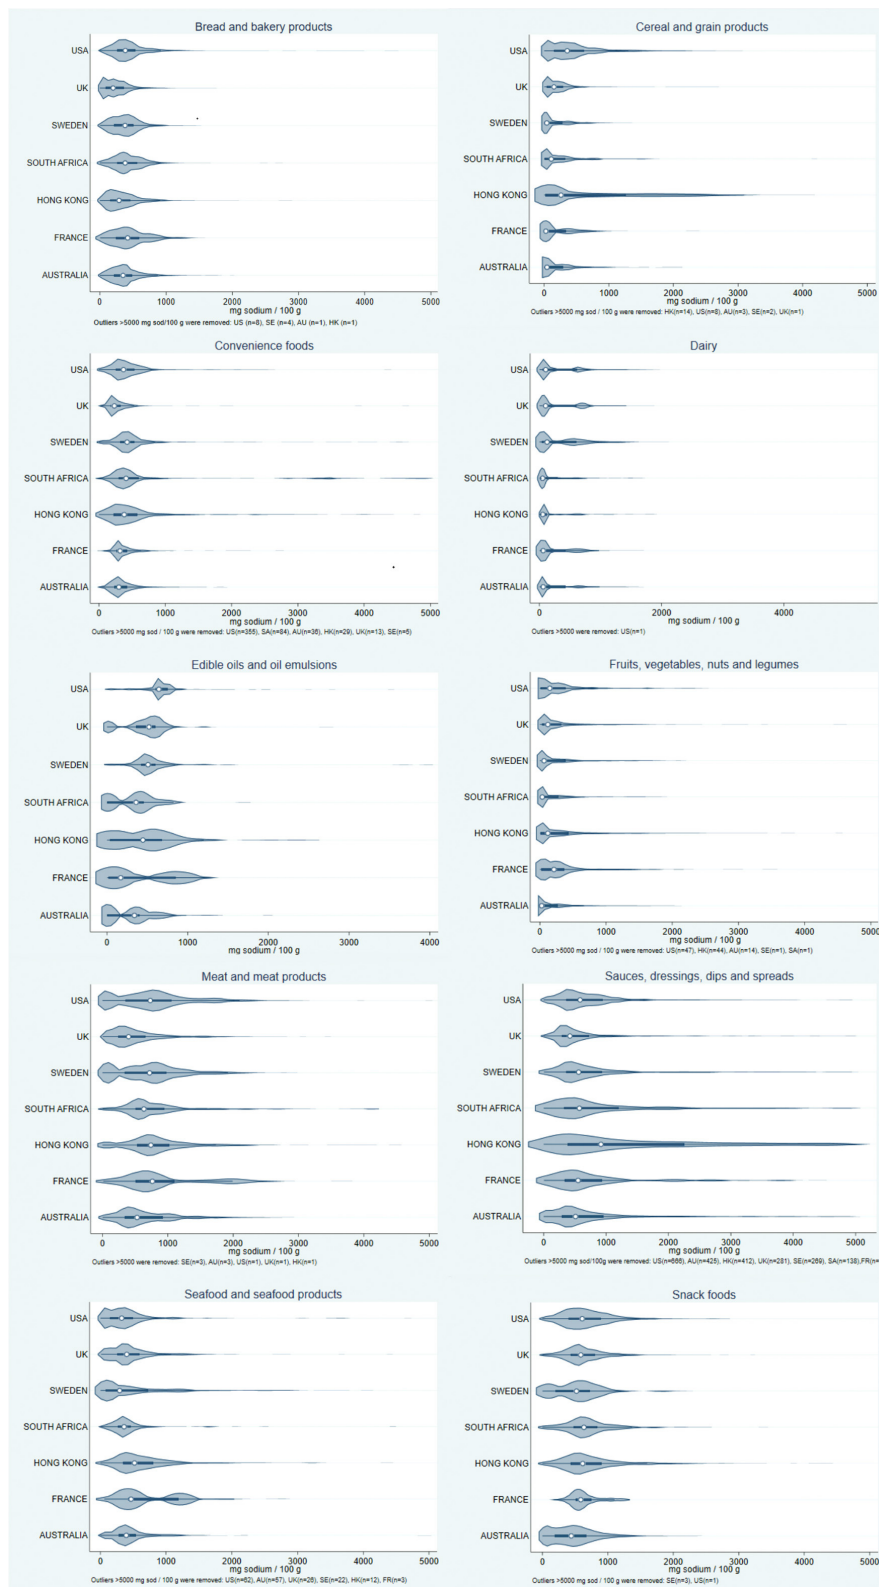 Bread and bakery products
USA
UK
SWEDEN
SOUTH AFRICA
HONG KONG
FRANCE
AUSTRALIA
0 1000 2000 3000 4000 5000
mg sodium / 100 g
Outliers >5000 mg sod/100 g were removed: US (n=8), SE (n=4), AU (n=1), HK (n=1)
Cereal and grain products
USA
UK
SWEDEN
SOUTH AFRICA
HONG KONG
FRANCE
AUSTRALIA
0 1000 2000 3000 4000 5000
mg sodium / 100 g
Outliers >5000 mg sod / 100 g were removed: HK(n=14), US(n=8), AU(n=3), SE(n=2), UK(n=1)
Convenience foods
USA
UK
SWEDEN
SOUTH AFRICA
HONG KONG
FRANCE
AUSTRALIA
0 1000 2000 3000 4000 5000
mg sodium / 100 g
Outliers >5000 mg sod / 100 g were removed: US(n=355), SA(n=84), AU(n=36), HK(n=29), UK(n=13), SE(n=5)
Dairy
USA
UK
SWEDEN
SOUTH AFRICA
HONG KONG
FRANCE
AUSTRALIA
0 2000 4000
mg sodium / 100 g
Outliers >5000 were removed: US(n=1)
Edible oils and oil emulsions
USA
UK
SWEDEN
SOUTH AFRICA
HONG KONG
FRANCE
AUSTRALIA
0 1000 2000 3000 4000
mg sodium / 100 g
Fruits, vegetables, nuts and legumes
USA
UK
SWEDEN
SOUTH AFRICA
HONG KONG
FRANCE
AUSTRALIA
0 1000 2000 3000 4000 5000
mg sodium / 100 g
Outliers >5000 mg sod / 100 g were removed: US(n=47), HK(n=44), AU(n=14), SE(n=1), SA(n=1)
Meat and meat products
USA
UK
SWEDEN
SOUTH AFRICA
HONG KONG
FRANCE
AUSTRALIA
0 1000 2000 3000 4000 5000
mg sodium / 100 g
Outliers >5000 were removed: SE(n=3), AU(n=3), US(n=1), UK(n=1), HK(n=1)
Sauces, dressings, dips and spreads
USA
UK
SWEDEN
SOUTH AFRICA
HONG KONG
FRANCE
AUSTRALIA
0 1000 2000 3000 4000 5000
mg sodium / 100 g
Outliers >5000 mg sod/100g were removed: US(n=666), AU(n=425), HK(n=412), UK(n=281), SE(n=269), SA(n=138),FR(n=
Seafood and seafood products
USA
UK
SWEDEN
SOUTH AFRICA
HONG KONG
FRANCE
AUSTRALIA
0 1000 2000 3000 4000 5000
mg sodium / 100 g
Outliers >5000 mg sod / 100 g were removed: US(n=62), AU(n=57), UK(n=26), SE(n=22), HK(n=12), FR(n=3)
Snack foods
USA
UK
SWEDEN
SOUTH AFRICA
HONG KONG
FRANCE
AUSTRALIA
0 1000 2000 3000 4000 5000
mg sodium / 100 g
Outliers >5000 mg sod / 100 g were removed: SE(n=3), US(n=1)